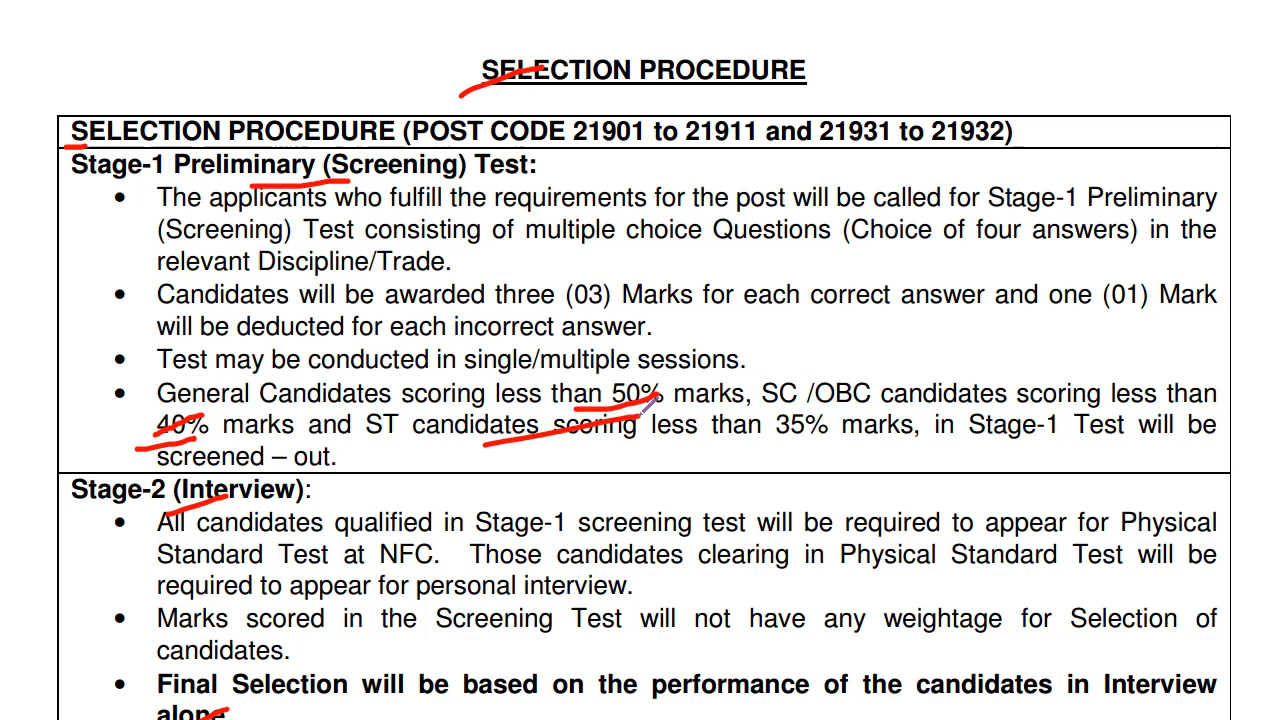 SELECTION PROCEDURE
SELECTION PROCEDURE (POST CODE 21901 to 21911 and 21931 to 21932)
Stage-1 Preliminary (Screening) Test:
• The applicants who fulfill the requirements for the post will be called for Stage-1 Preliminary
(Screening) Test consisting of multiple choice Questions (Choice of four answers) in the
relevant Discipline/Trade.
• Candidates will be awarded three (03) Marks for each correct answer and one (01) Mark
will be deducted for each incorrect answer.
• Test may be conducted in single/multiple sessions.
• General Candidates scoring less than 50% marks, SC /OBC candidates scoring less than
40% marks and ST candidates scoring less than 35% marks, in Stage-1 Test will be
screened – out.
Stage-2 (Interview):
• All candidates qualified in Stage-1 screening test will be required to appear for Physical
Standard Test at NFC. Those candidates clearing in Physical Standard Test will be
required to appear for personal interview.
• Marks scored in the Screening Test will not have any weightage for Selection of
candidates.
• Final Selection will be based on the performance of the candidates in Interview
alone